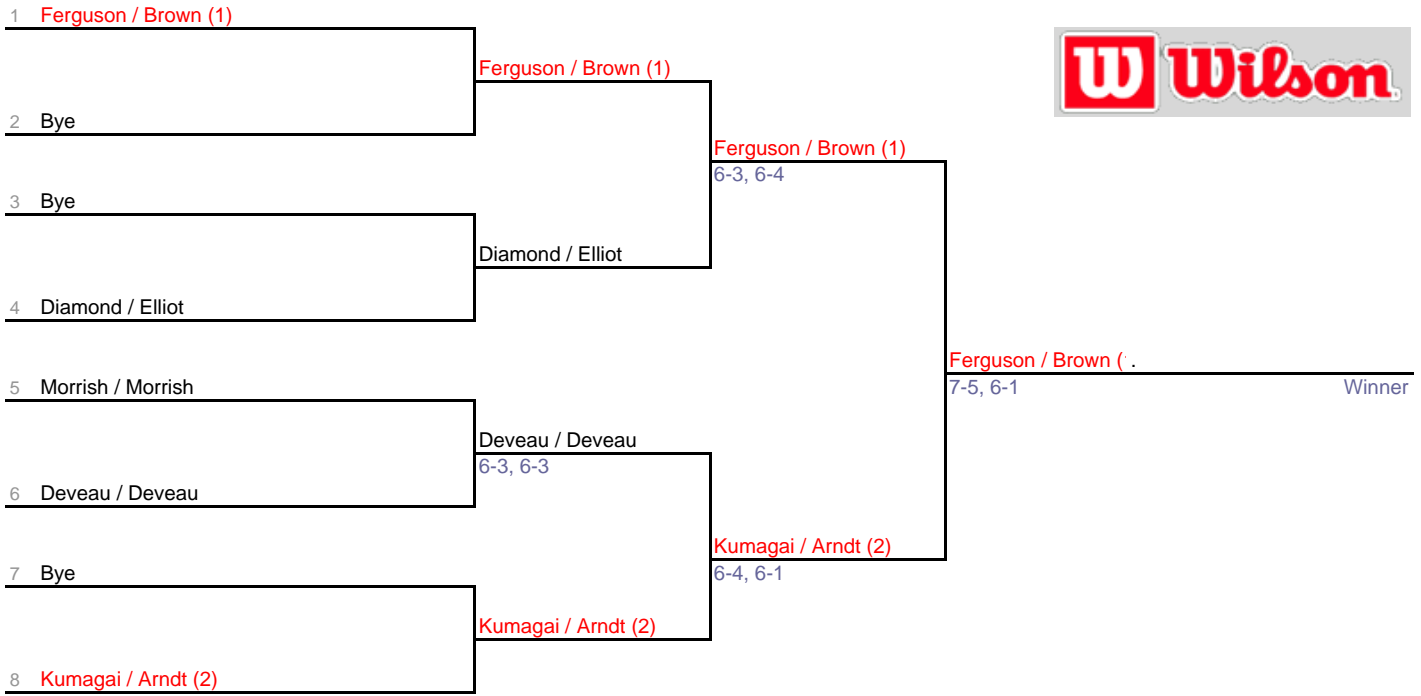 1 Ferguson / Brown (1)
Ferguson / Brown (1)
W Wilson
2 Bye
Ferguson / Brown (1)
6-3, 6-4
3 Bye
Diamond / Elliot
4 Diamond / Elliot
Ferguson / Brown ( .
7-5, 6-1 Winner
5 Morrish / Morrish
Deveau / Deveau
6-3, 6-3
6 Deveau / Deveau
Kumagai / Arndt (2)
6-4, 6-1
7 Bye
Kumagai / Arndt (2)
8 Kumagai / Arndt (2)